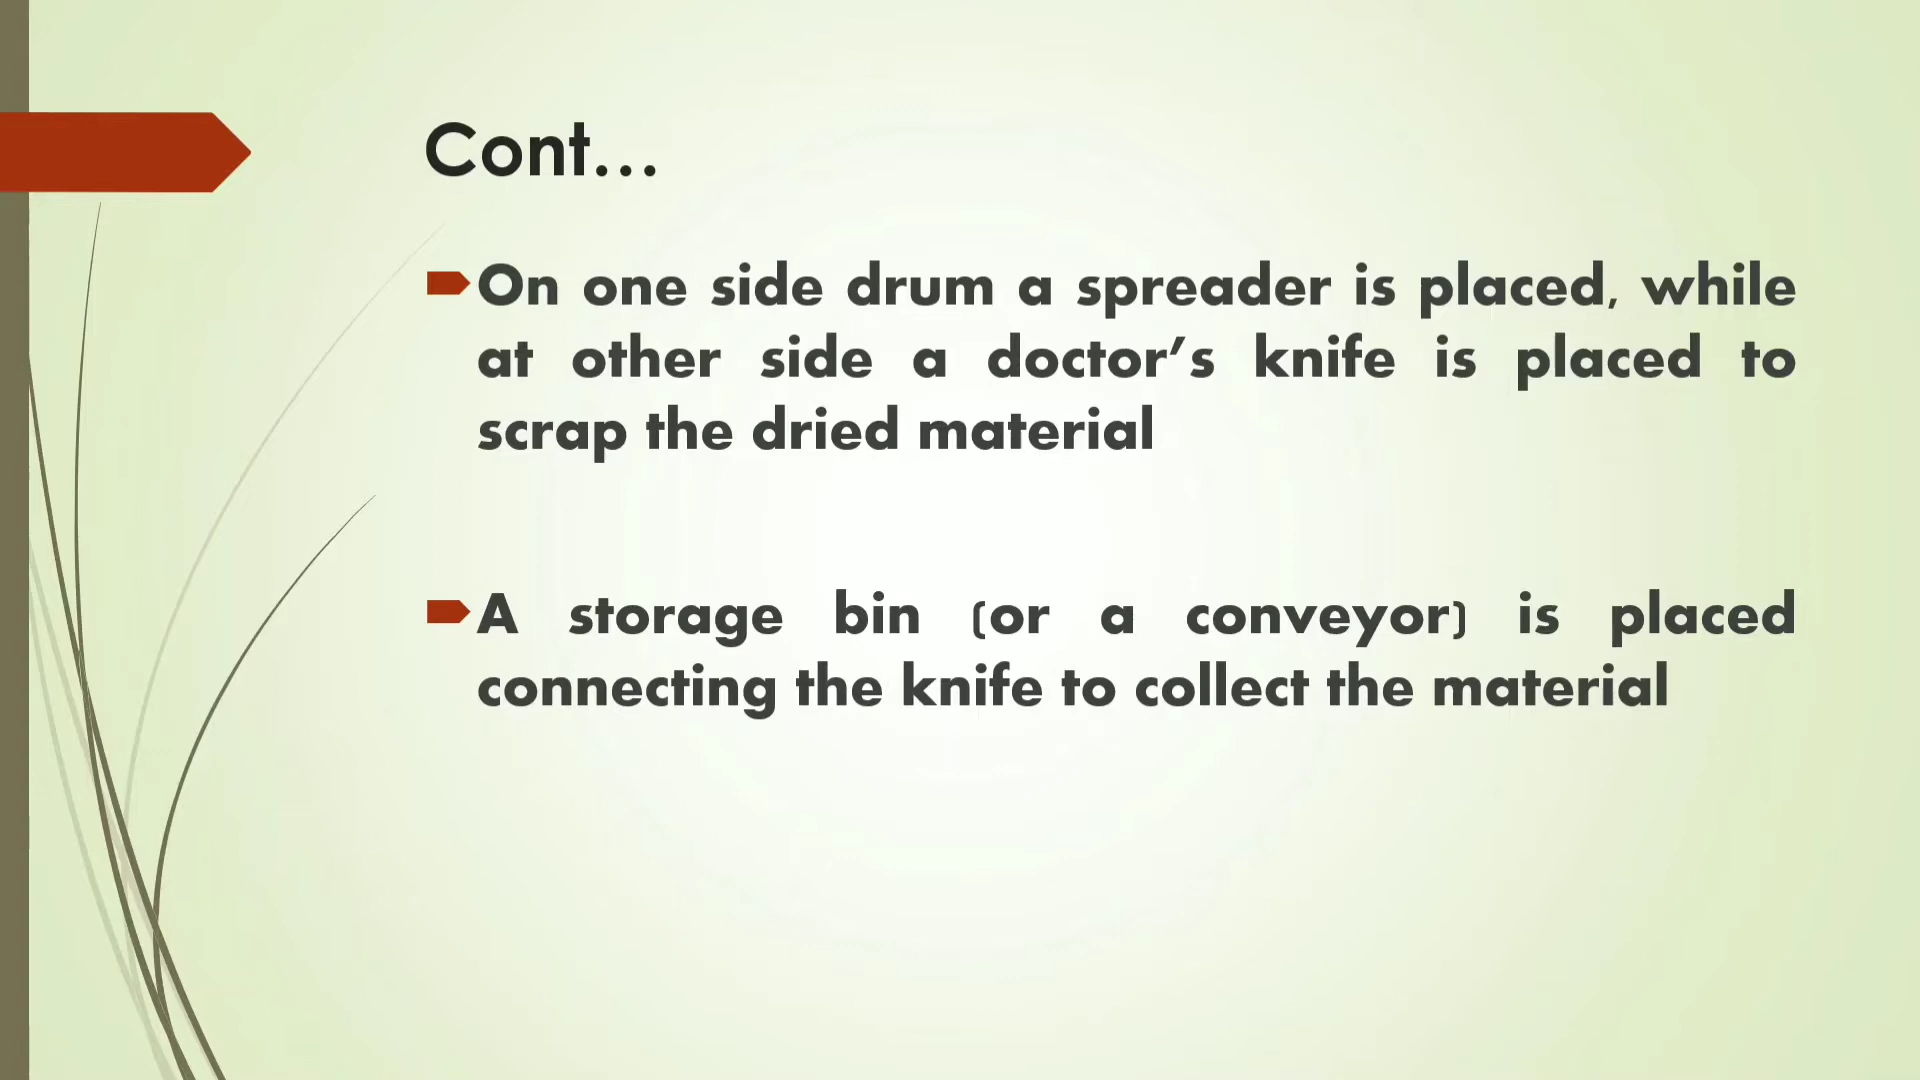 Cont...
On one side drum a spreader is placed, while
at other side a doctor's knife is placed to
scrap the dried material
A storage bin (or a conveyor) is placed
connecting the knife to collect the material